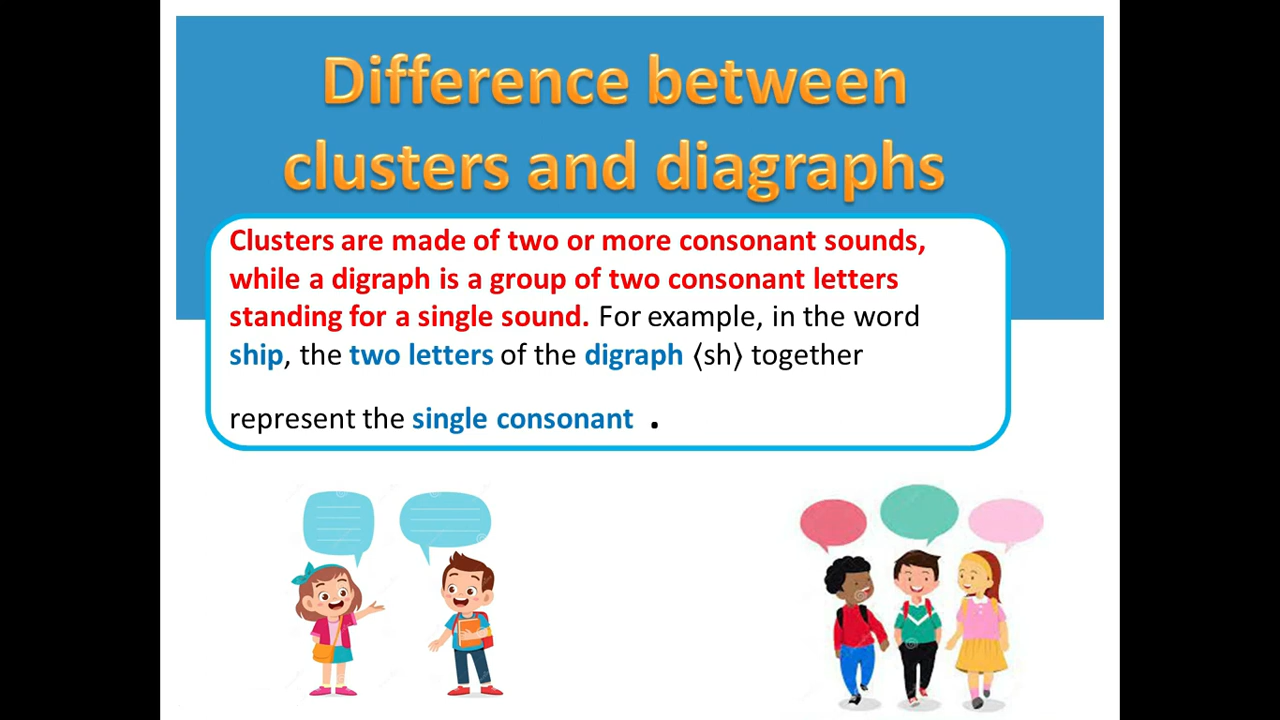 Difference between
clusters and diagraphs
Clusters are made of two or more consonant sounds,
while a digraph is a group of two consonant letters
standing for a single sound. For example, in the word
ship, the two letters of the digraph ⟨sh⟩ together
represent the single consonant .